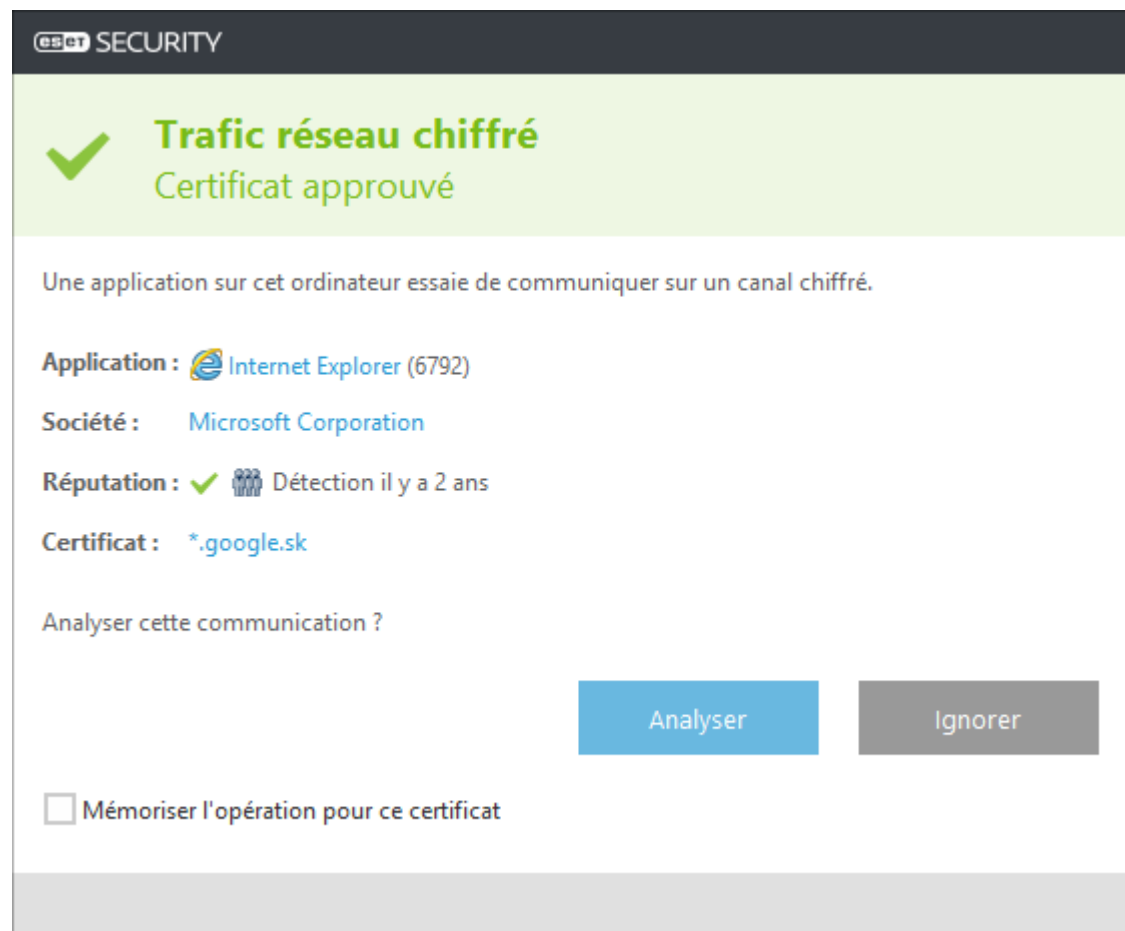 eset SECURITY
Trafic réseau chiffré
Certificat approuvé
Une application sur cet ordinateur essaie de communiquer sur un canal chiffré.
Application : Internet Explorer (6792)
Société : Microsoft Corporation
Réputation : Détection il y a 2 ans
Certificat : *.google.sk
Analyser cette communication ?
Analyser Ignorer
Mémoriser l'opération pour ce certificat